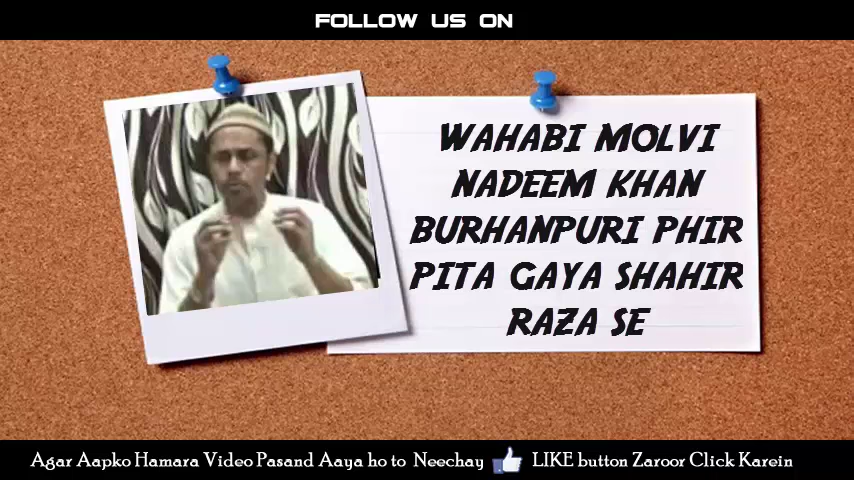 FOLLOW US ON
WAHABI MOLVI
NADEEM KHAN
BURHANPURI PHIR
PITA GAYA SHAHIR
RAZA SE
Agar Aapko Hamara Video Pasand Aaya ho to Neechay LIKE button Zaroor Click Karein